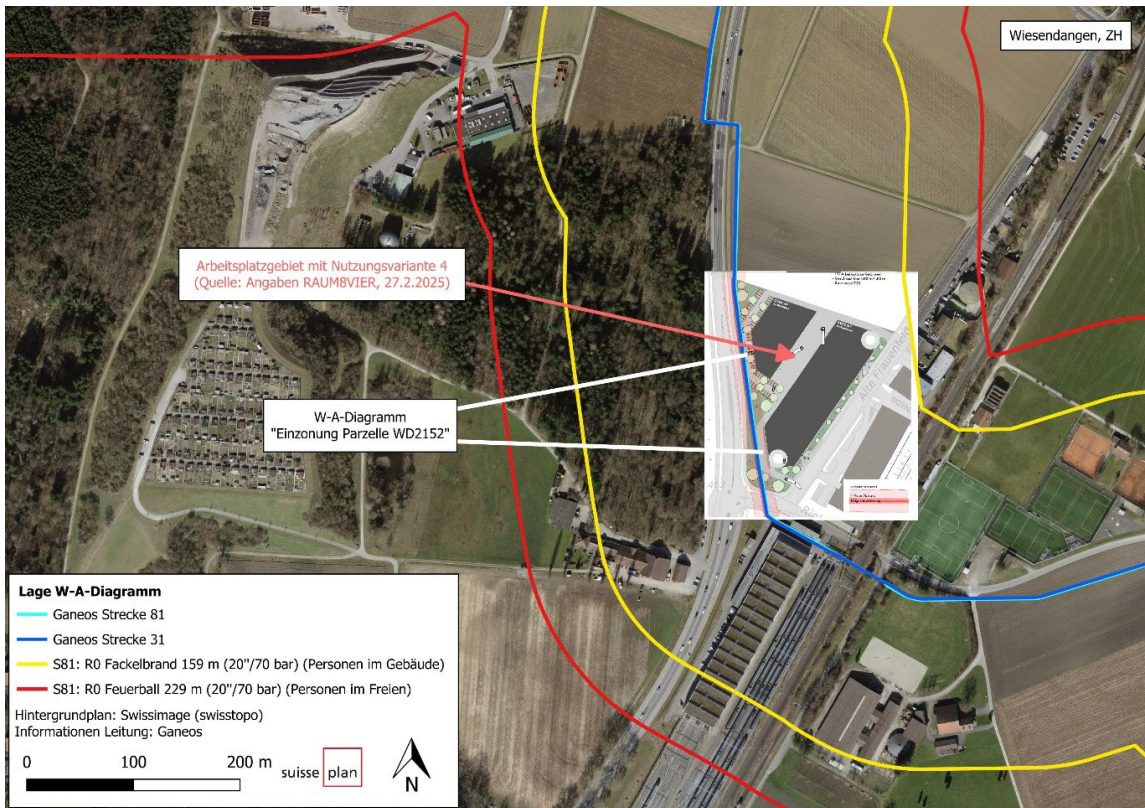 Wiesendangen, ZH
Arbeitsplatzgebiet mit Nutzungsvariante 4
(Quelle: Angaben RAUM8VIER, 27.2.2025)
W-A-Diagramm
"Einzonung Parzelle WD2152"
Alte Frauenfeld
Lage W-A-Diagramm
Ganeos Strecke 81
Ganeos Strecke 31
S81: R0 Fackelbrand 159 m (20"/70 bar) (Personen im Gebäude)
S81: R0 Feuerball 229 m (20"/70 bar) (Personen im Freien)
Hintergrundplan: Swissimage (swisstopo)
Informationen Leitung: Ganeos
0 100 200 m
suisse plan
N